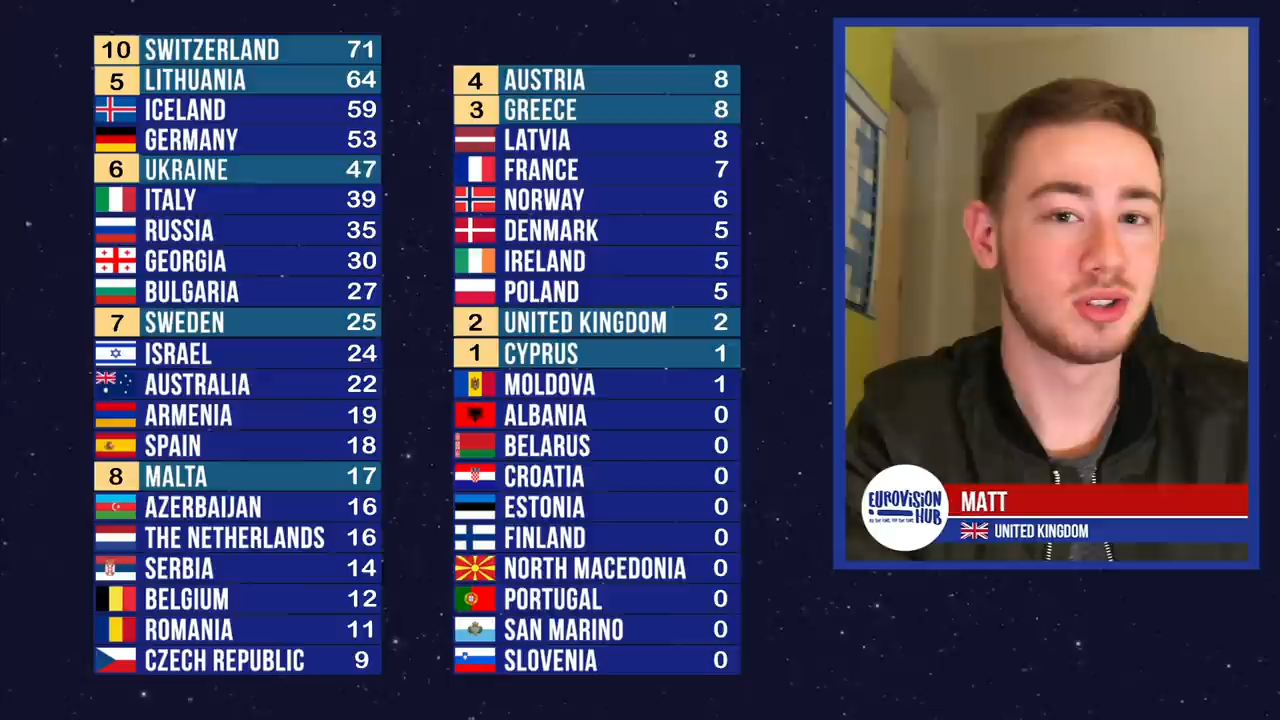 10 SWITZERLAND 71
5 LITHUANIA 64
ICELAND 59
GERMANY 53
6 UKRAINE 47
ITALY 39
RUSSIA 35
GEORGIA 30
BULGARIA 27
7 SWEDEN 25
ISRAEL 24
AUSTRALIA 22
ARMENIA 19
SPAIN 18
8 MALTA 17
AZERBAIJAN 16
THE NETHERLANDS 16
SERBIA 14
BELGIUM 12
ROMANIA 11
CZECH REPUBLIC 9
4 AUSTRIA 8
3 GREECE 8
LATVIA 8
FRANCE 7
NORWAY 6
DENMARK 5
IRELAND 5
POLAND 5
2 UNITED KINGDOM 2
1 CYPRUS 1
MOLDOVA 1
ALBANIA 0
BELARUS 0
CROATIA 0
ESTONIA 0
FINLAND 0
NORTH MACEDONIA 0
PORTUGAL 0
SAN MARINO 0
SLOVENIA 0
EUROVISION
HUB
MATT
UNITED KINGDOM